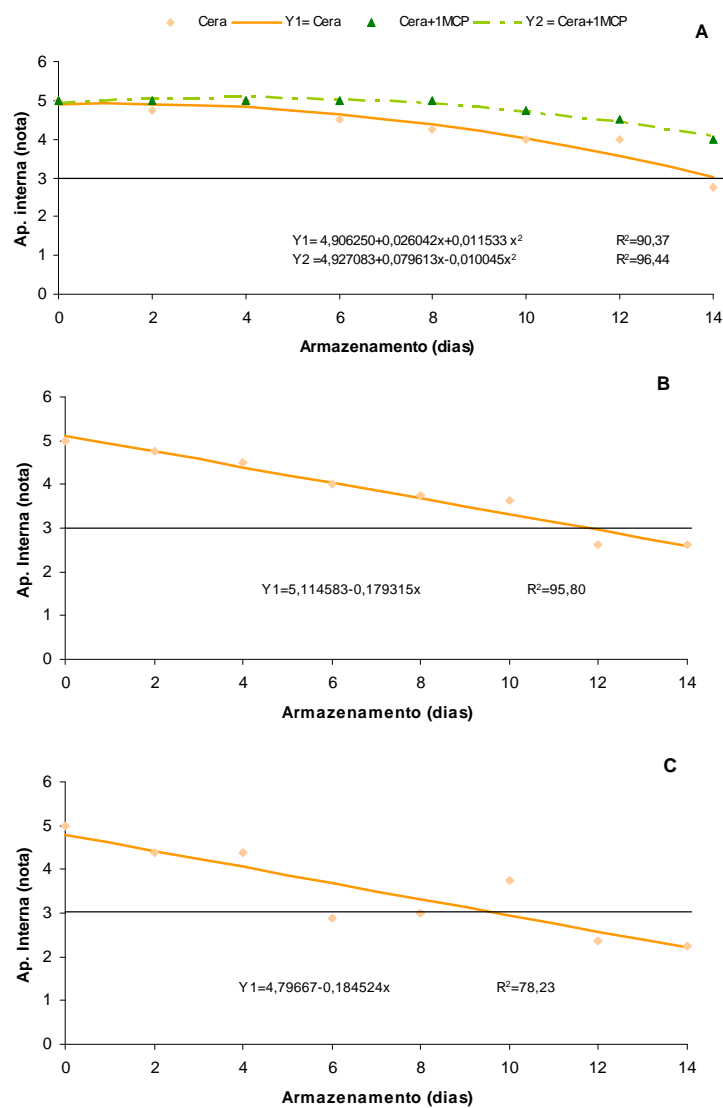 Cera Y1= Cera Cera+1MCP Y2 = Cera+1MCP
A
6
5
4
3
2
1
0
Ap. interna (nota)
Y1= 4,906250+0,026042x+0,011533 x² R²=90,37
Y2 =4,927083+0,079613x-0,010045x² R²=96,44
0 2 4 6 8 10 12 14
Armazenamento (dias)
B
6
5
4
3
2
1
0
Ap. Interna (nota)
Y1=5,114583-0,179315x R²=95,80
0 2 4 6 8 10 12 14
Armazenamento (dias)
C
6
5
4
3
2
1
0
Ap. Interna (nota)
Y1=4,79667-0,184524x R²=78,23
0 2 4 6 8 10 12 14
Armazenamento (dias)